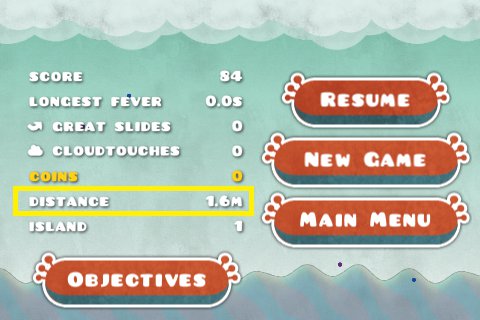 SCORE 84
LONGEST FEVER 0.0S
GREAT SLIDES 0
CLOUDTOUCHES 0
COINS 0
DISTANCE 1.6M
ISLAND 1
OBJECTIVES
RESUME
NEW GAME
MAIN MENU